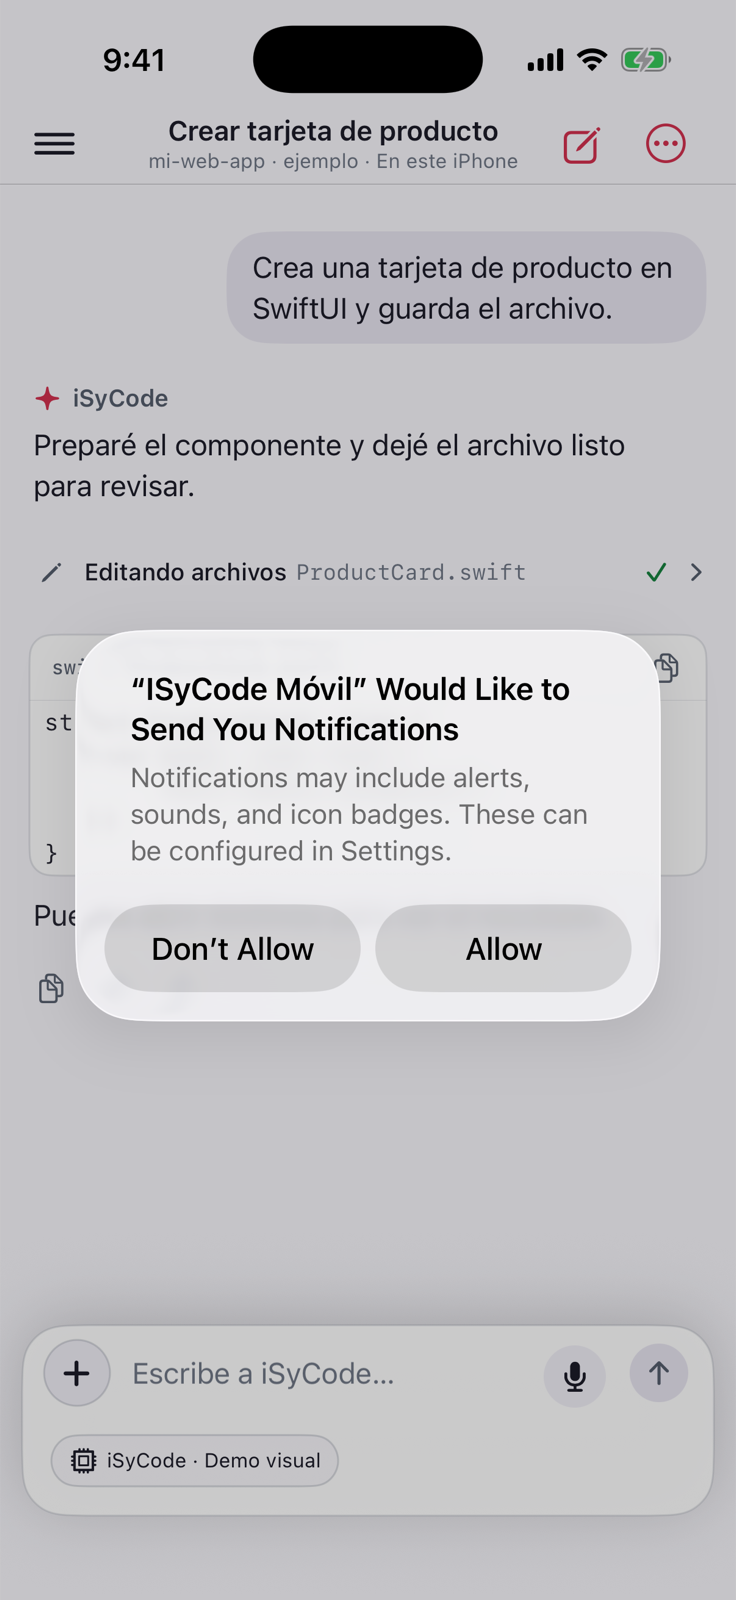 9:41
Crear tarjeta de producto
mi-web-app · ejemplo · En este iPhone
Crea una tarjeta de producto en
SwiftUI y guarda el archivo.
iSyCode
Preparé el componente y dejé el archivo listo
para revisar.
Editando archivos ProductCard.swift
“ISyCode Móvil” Would Like to
Send You Notifications
Notifications may include alerts,
sounds, and icon badges. These can
be configured in Settings.
}
Don’t Allow
Allow
Escribe a iSyCode...
iSyCode · Demo visual